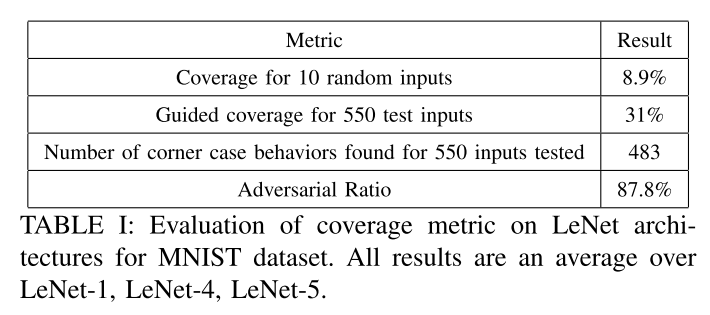 Metric Result
Coverage for 10 random inputs 8.9%
Guided coverage for 550 test inputs 31%
Number of corner case behaviors found for 550 inputs tested 483
Adversarial Ratio 87.8%
TABLE I: Evaluation of coverage metric on LeNet archi-
tectures for MNIST dataset. All results are an average over
LeNet-1, LeNet-4, LeNet-5.